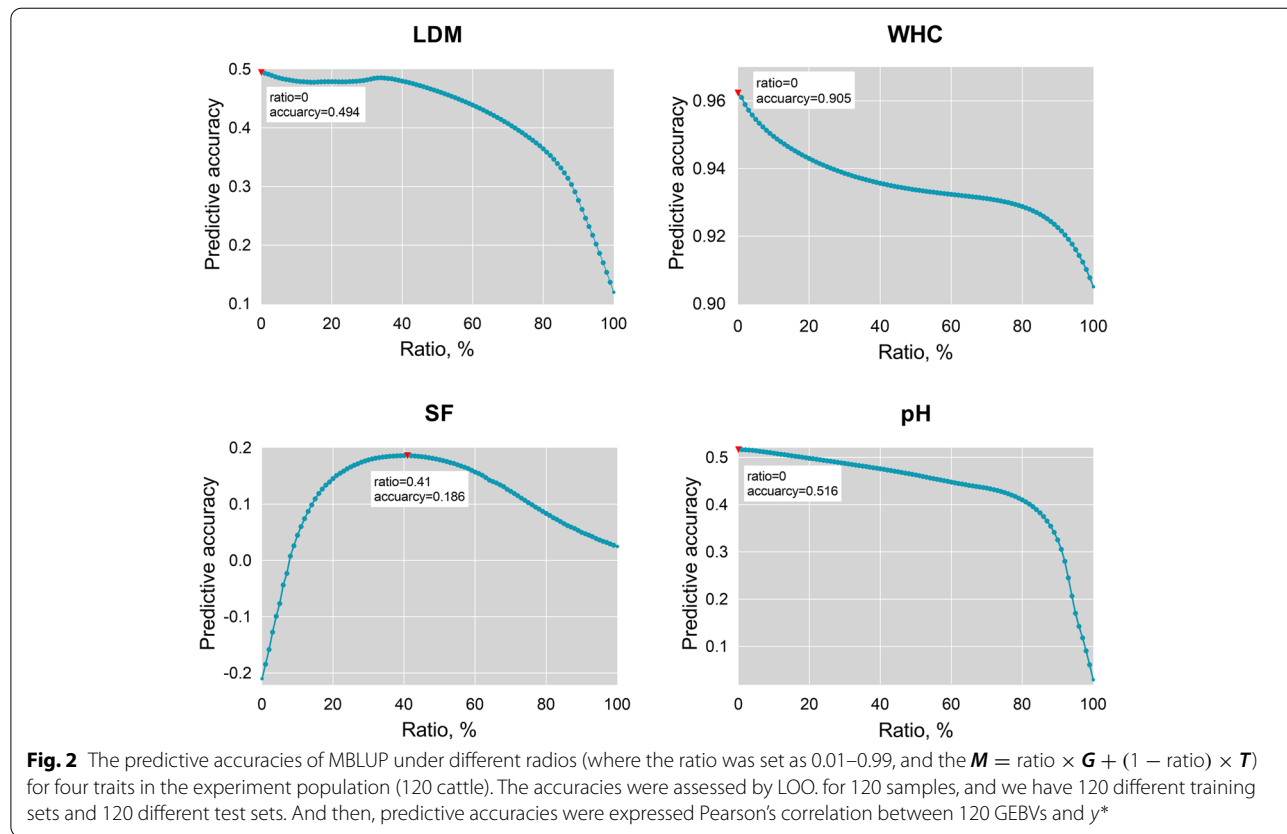 LDM
Predictive accuracy
0.5
0.4
0.3
0.2
0.1
ratio=0
accuarcy=0.494
0 20 40 60 80 100
Ratio, %
WHC
Predictive accuracy
0.96
0.94
0.92
0.90
ratio=0
accuarcy=0.905
0 20 40 60 80 100
Ratio, %
SF
Predictive accuracy
0.2
0.1
0.0
-0.1
-0.2
ratio=0.41
accuarcy=0.186
0 20 40 60 80 100
Ratio, %
pH
Predictive accuracy
0.5
0.4
0.3
0.2
0.1
ratio=0
accuarcy=0.516
0 20 40 60 80 100
Ratio, %
Fig. 2 The predictive accuracies of MBLUP under different radios (where the ratio was set as 0.01–0.99, and the M = ratio × G + (1 − ratio) × T)
for four traits in the experiment population (120 cattle). The accuracies were assessed by LOO. for 120 samples, and we have 120 different training
sets and 120 different test sets. And then, predictive accuracies were expressed Pearson's correlation between 120 GEBVs and y*